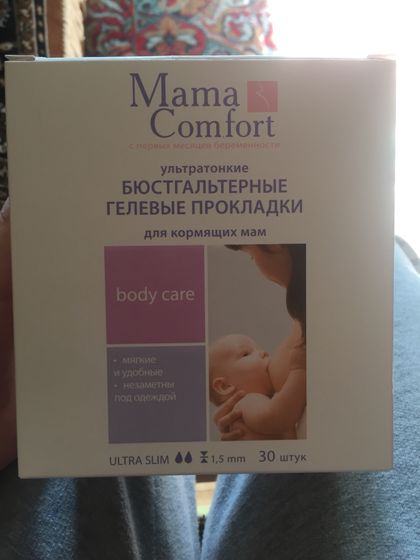 Mama
Comfort
с первых месяцев беременности
ультратонкие
БЮСТГАЛЬТЕРНЫЕ
ГЕЛЕВЫЕ ПРОКЛАДКИ
для кормящих мам
body care
• мягкие
и удобные
• незаметны
под одеждой
ULTRA SLIM 1,5 mm 30 штук